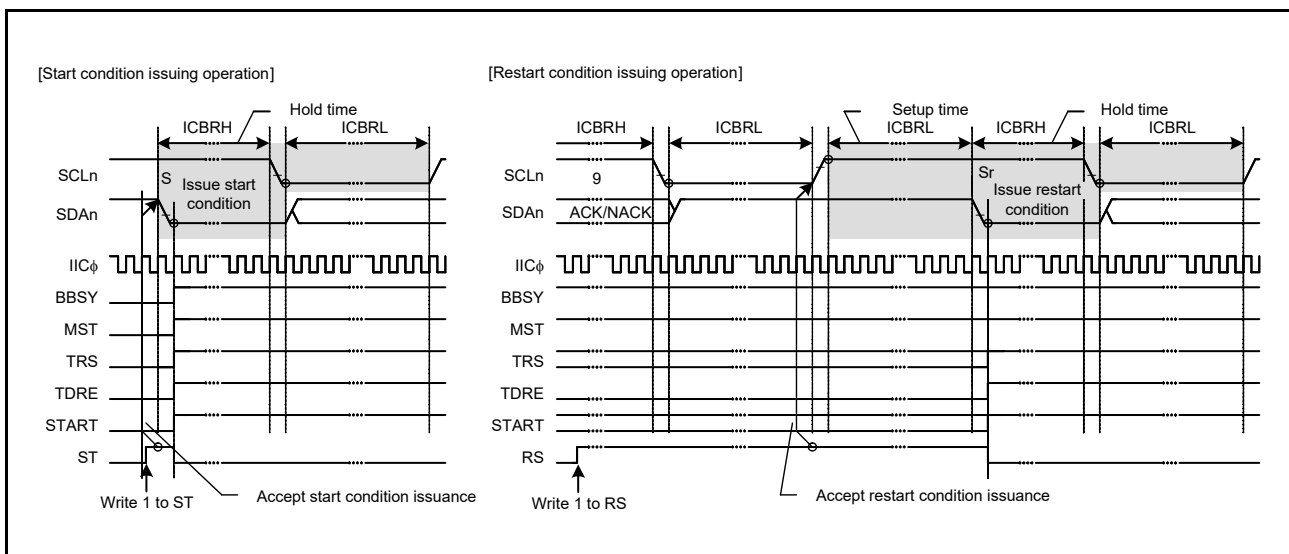 [Start condition issuing operation]
[Restart condition issuing operation]
Hold time
ICBRH
ICBRL
SCLn
S
Issue start
condition
SDAn
IICϕ
BBSY
MST
TRS
TDRE
START
ST
Write 1 to ST
Accept start condition issuance
Setup time
Hold time
ICBRH
ICBRL
ICBRL
ICBRH
ICBRL
SCLn
9
Sr
Issue restart
condition
SDAn
ACK/NACK
IICϕ
BBSY
MST
TRS
TDRE
START
RS
Write 1 to RS
Accept restart condition issuance